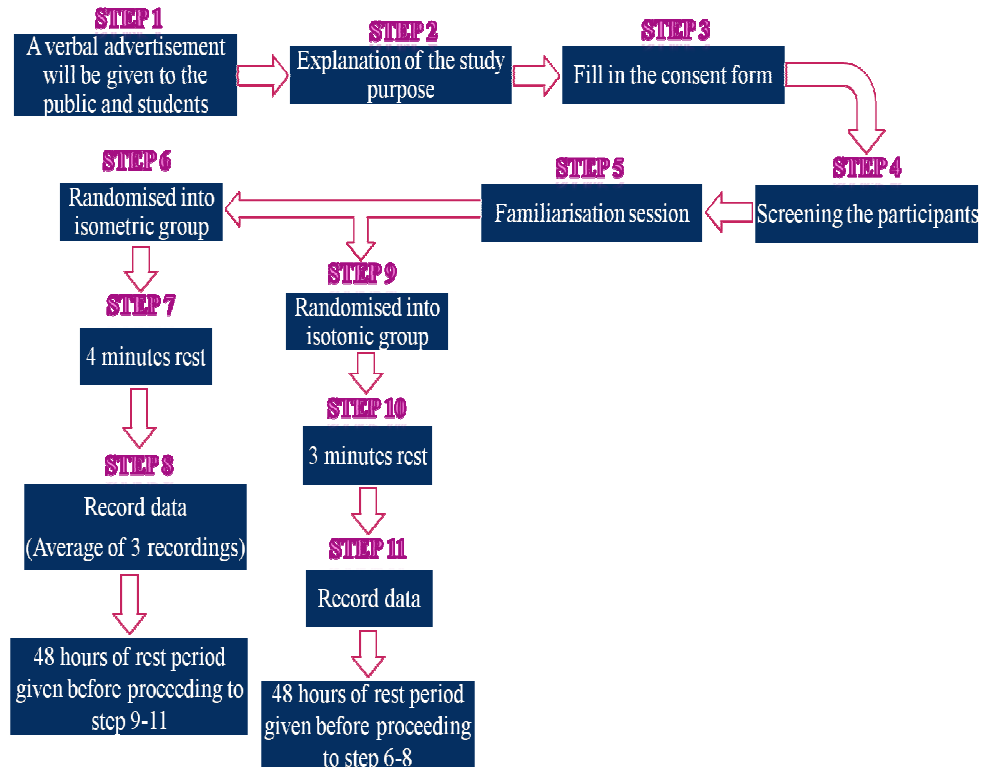 STEP 1
A verbal advertisement
will be given to the
public and students
STEP 2
Explanation of the study
purpose
STEP 3
Fill in the consent form
STEP 4
Screening the participants
STEP 5
Familiarisation session
STEP 6
Randomised into
isometric group
STEP 7
4 minutes rest
STEP 8
Record data
(Average of 3 recordings)
48 hours of rest period
given before proceeding to
step 9-11
STEP 9
Randomised into
isotonic group
STEP 10
3 minutes rest
STEP 11
Record data
48 hours of rest period
given before proceeding
to step 6-8